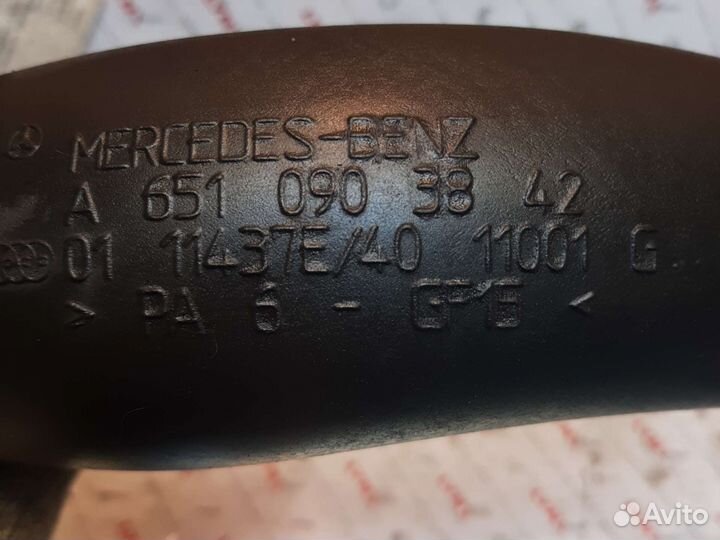 MERCEDES-BENZ
A 651 090 38 42
01 11437E/40 11001 G
> PA 6 - GF15 <
Avito